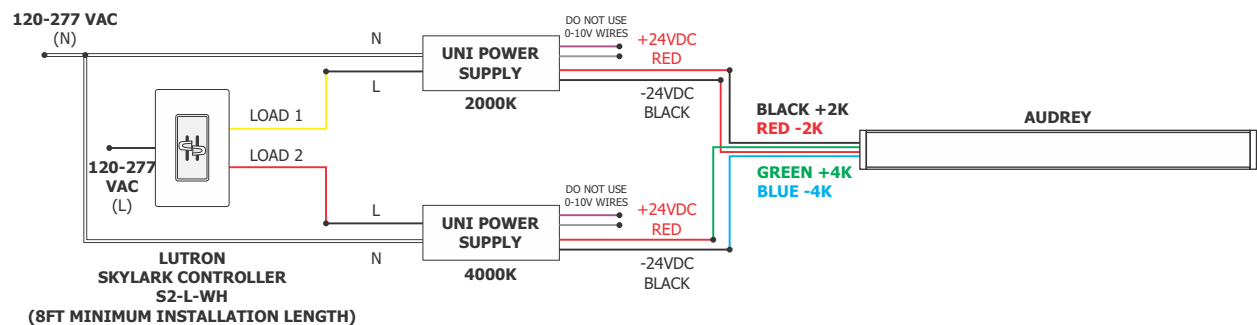 120-277 VAC
(N)
N
L
UNI POWER
SUPPLY
2000K
DO NOT USE
0-10V WIRES
+24VDC
RED
-24VDC
BLACK
LOAD 1
LOAD 2
120-277
VAC
(L)
BLACK +2K
RED -2K
GREEN +4K
BLUE -4K
AUDREY
L
N
UNI POWER
SUPPLY
4000K
DO NOT USE
0-10V WIRES
+24VDC
RED
-24VDC
BLACK
LUTRON
SKYLARK CONTROLLER
S2-L-WH
(8FT MINIMUM INSTALLATION LENGTH)